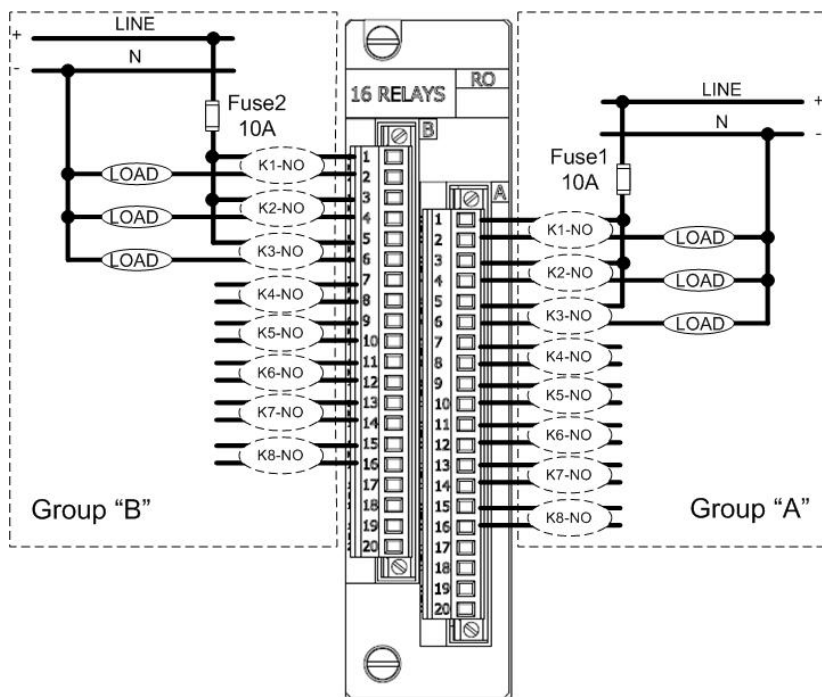 LINE
+
N
-
Fuse2
10A
LOAD
LOAD
LOAD
K1-NO
K2-NO
K3-NO
K4-NO
K5-NO
K6-NO
K7-NO
K8-NO
Group “B”
16 RELAYS
RO
B
1
2
3
4
5
6
7
8
9
10
11
12
13
14
15
16
17
18
19
20
A
1
2
3
4
5
6
7
8
9
10
11
12
13
14
15
16
17
18
19
20
LINE
+
N
-
Fuse1
10A
K1-NO
K2-NO
K3-NO
K4-NO
K5-NO
K6-NO
K7-NO
K8-NO
LOAD
LOAD
LOAD
Group “A”